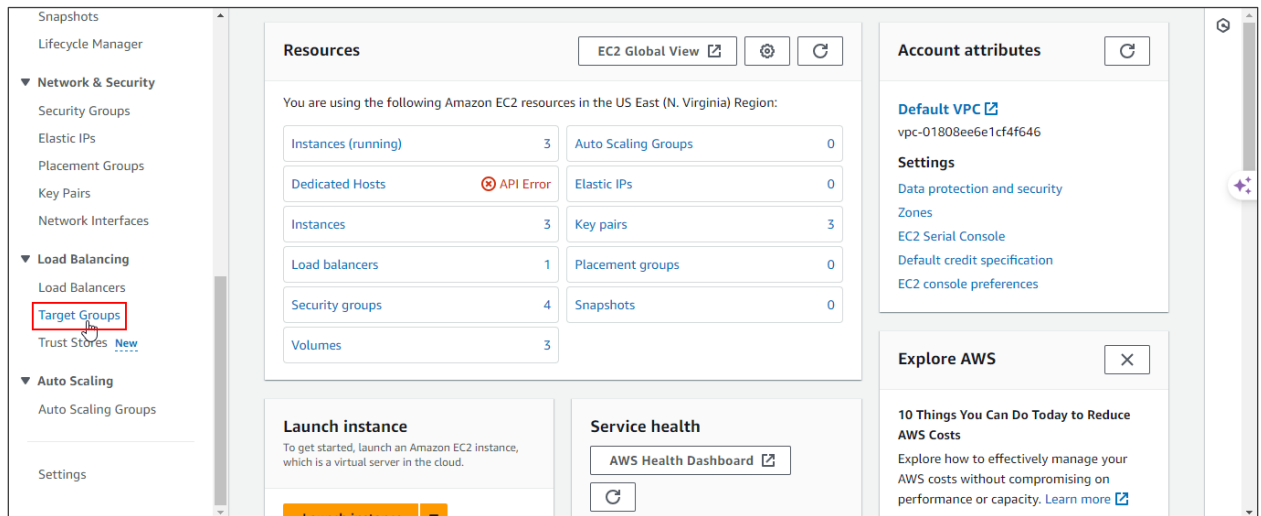 Snapshots
Lifecycle Manager
Network & Security
Security Groups
Elastic IPs
Placement Groups
Key Pairs
Network Interfaces
Load Balancing
Load Balancers
Target Groups
Trust Stores New
Auto Scaling
Auto Scaling Groups
Settings
Resources
EC2 Global View
You are using the following Amazon EC2 resources in the US East (N. Virginia) Region:
Instances (running) 3
Auto Scaling Groups 0
Dedicated Hosts API Error
Elastic IPs 0
Instances 3
Key pairs 3
Load balancers 1
Placement groups 0
Security groups 4
Snapshots 0
Volumes 3
Launch instance
To get started, launch an Amazon EC2 instance,
which is a virtual server in the cloud.
Service health
AWS Health Dashboard
Account attributes
Default VPC
vpc-01808ee6e1cf4f646
Settings
Data protection and security
Zones
EC2 Serial Console
Default credit specification
EC2 console preferences
Explore AWS
10 Things You Can Do Today to Reduce
AWS Costs
Explore how to effectively manage your
AWS costs without compromising on
performance or capacity. Learn more